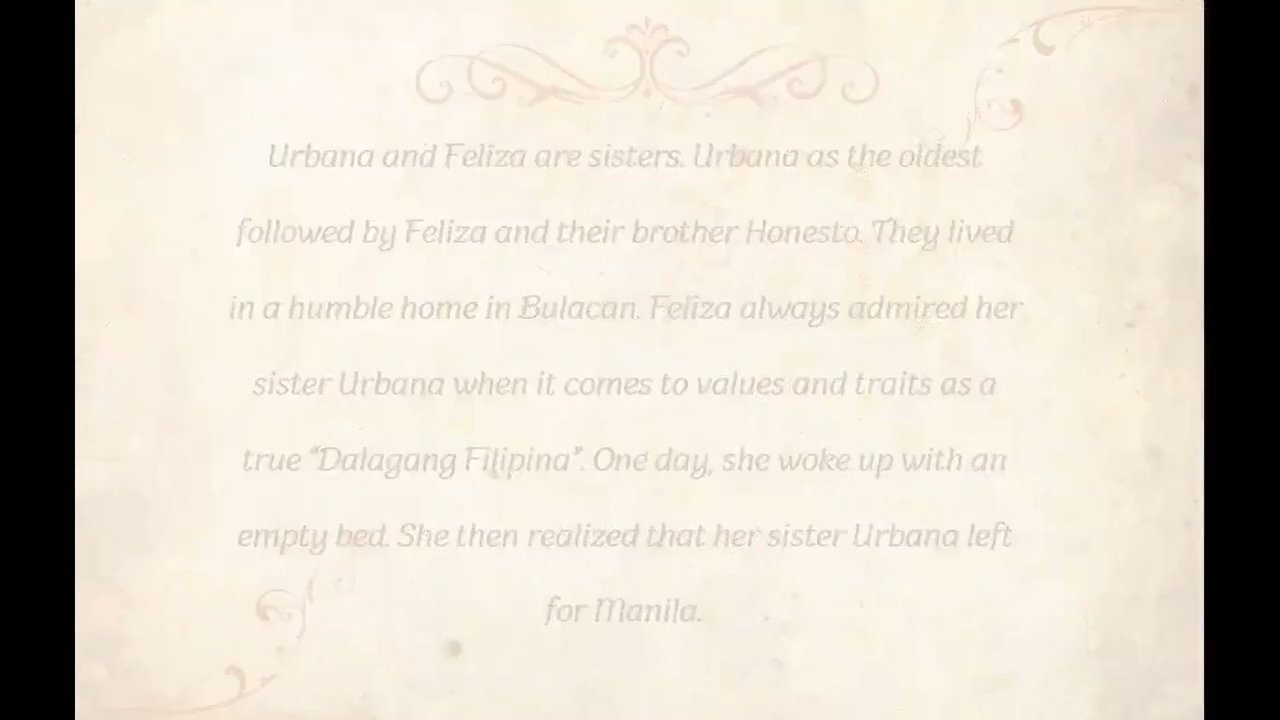 Urbana and Feliza are sisters. Urbana as the oldest
followed by Feliza and their brother Honesto. They lived
in a humble home in Bulacan. Feliza always admired her
sister Urbana when it comes to values and traits as a
true “Dalagang Filipina”. One day, she woke up with an
empty bed. She then realized that her sister Urbana left
for Manila.